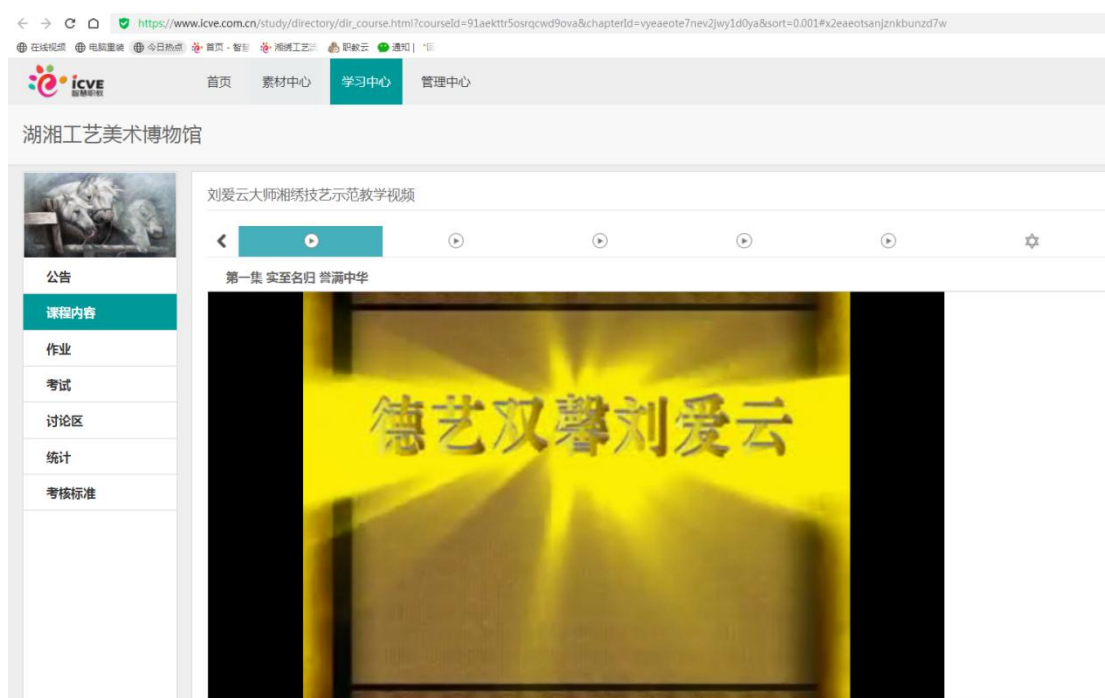 https://www.icve.com.cn/study/directory/dir_course.html?courseId=91aekttr5osrqcwd9ova&chapterId=vyeaeote7nev2jwy1d0ya&sort=0.001#x2eaeotsanjznkbunzd7w
在线视频 电脑重装 今日热点 首页 - 智慧 湘绣工艺 职教云 通知
icve 智慧职教
首页 素材中心 学习中心 管理中心
湖湘工艺美术博物馆
刘爱云大师湘绣技艺示范教学视频
公告
第一集 实至名归 誉满中华
课程内容
作业
考试
讨论区
统计
考核标准
德艺双馨刘爱云